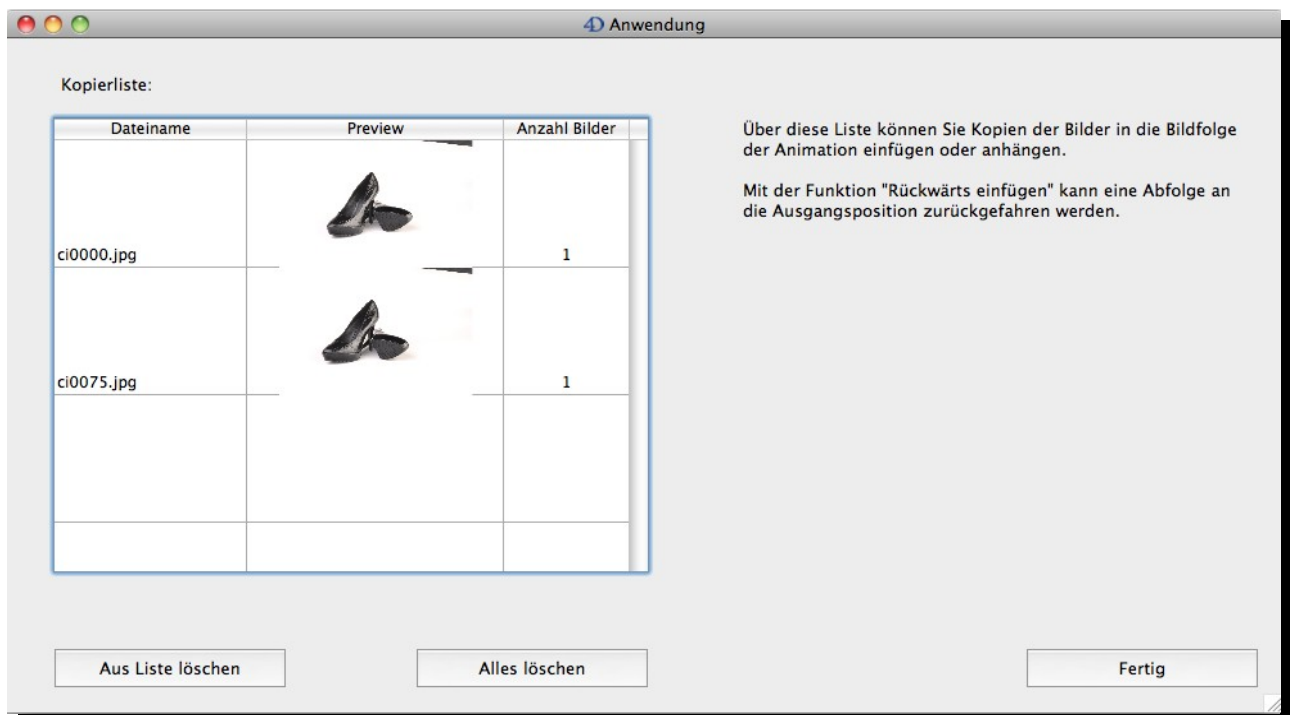 4D Anwendung
Kopierliste:
Dateiname Preview Anzahl Bilder
ci0000.jpg 1
ci0075.jpg 1
Über diese Liste können Sie Kopien der Bilder in die Bildfolge
der Animation einfügen oder anhängen.
Mit der Funktion "Rückwärts einfügen" kann eine Abfolge an
die Ausgangsposition zurückgefahren werden.
Aus Liste löschen Alles löschen Fertig